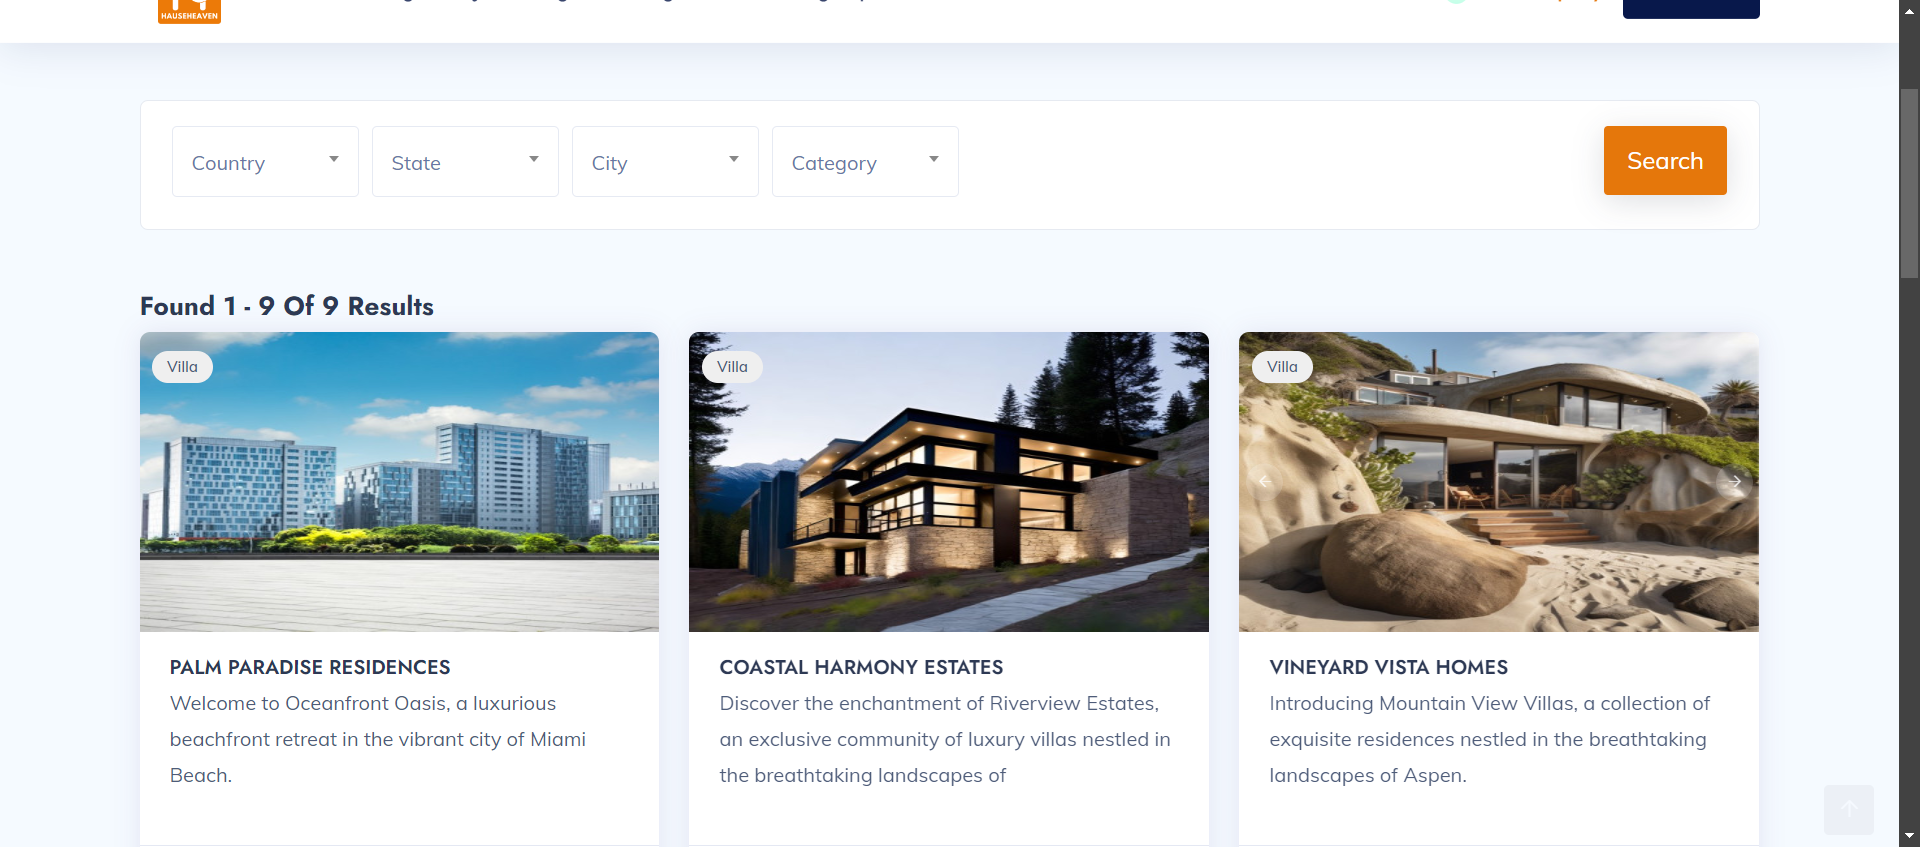 HAUSEHEAVEN
Country
State
City
Category
Search
Found 1 - 9 Of 9 Results
Villa
Villa
Villa
PALM PARADISE RESIDENCES
Welcome to Oceanfront Oasis, a luxurious
beachfront retreat in the vibrant city of Miami
Beach.
COASTAL HARMONY ESTATES
Discover the enchantment of Riverview Estates,
an exclusive community of luxury villas nestled in
the breathtaking landscapes of
VINEYARD VISTA HOMES
Introducing Mountain View Villas, a collection of
exquisite residences nestled in the breathtaking
landscapes of Aspen.